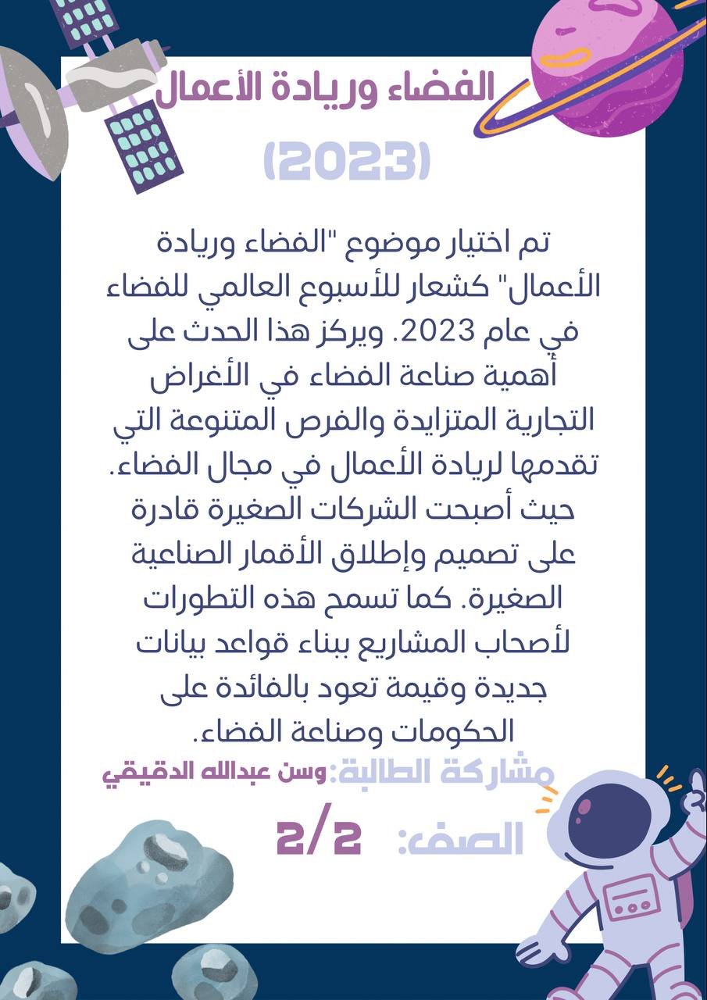 الفضاء وريادة الأعمال
(2023)
تم اختيار موضوع "الفضاء وريادة
الأعمال" كشعار للأسبوع العالمي للفضاء
في عام 2023. ويركز هذا الحدث على
أهمية صناعة الفضاء في الأغراض
التجارية المتزايدة والفرص المتنوعة التي
تقدمها لريادة الأعمال في مجال الفضاء.
حيث أصبحت الشركات الصغيرة قادرة
على تصميم وإطلاق الأقمار الصناعية
الصغيرة. كما تسمح هذه التطورات
لأصحاب المشاريع ببناء قواعد بيانات
جديدة وقيمة تعود بالفائدة على
الحكومات وصناعة الفضاء.
مشاركة الطالبة:وسن عبدالله الدقيقي
الصف: 2/2